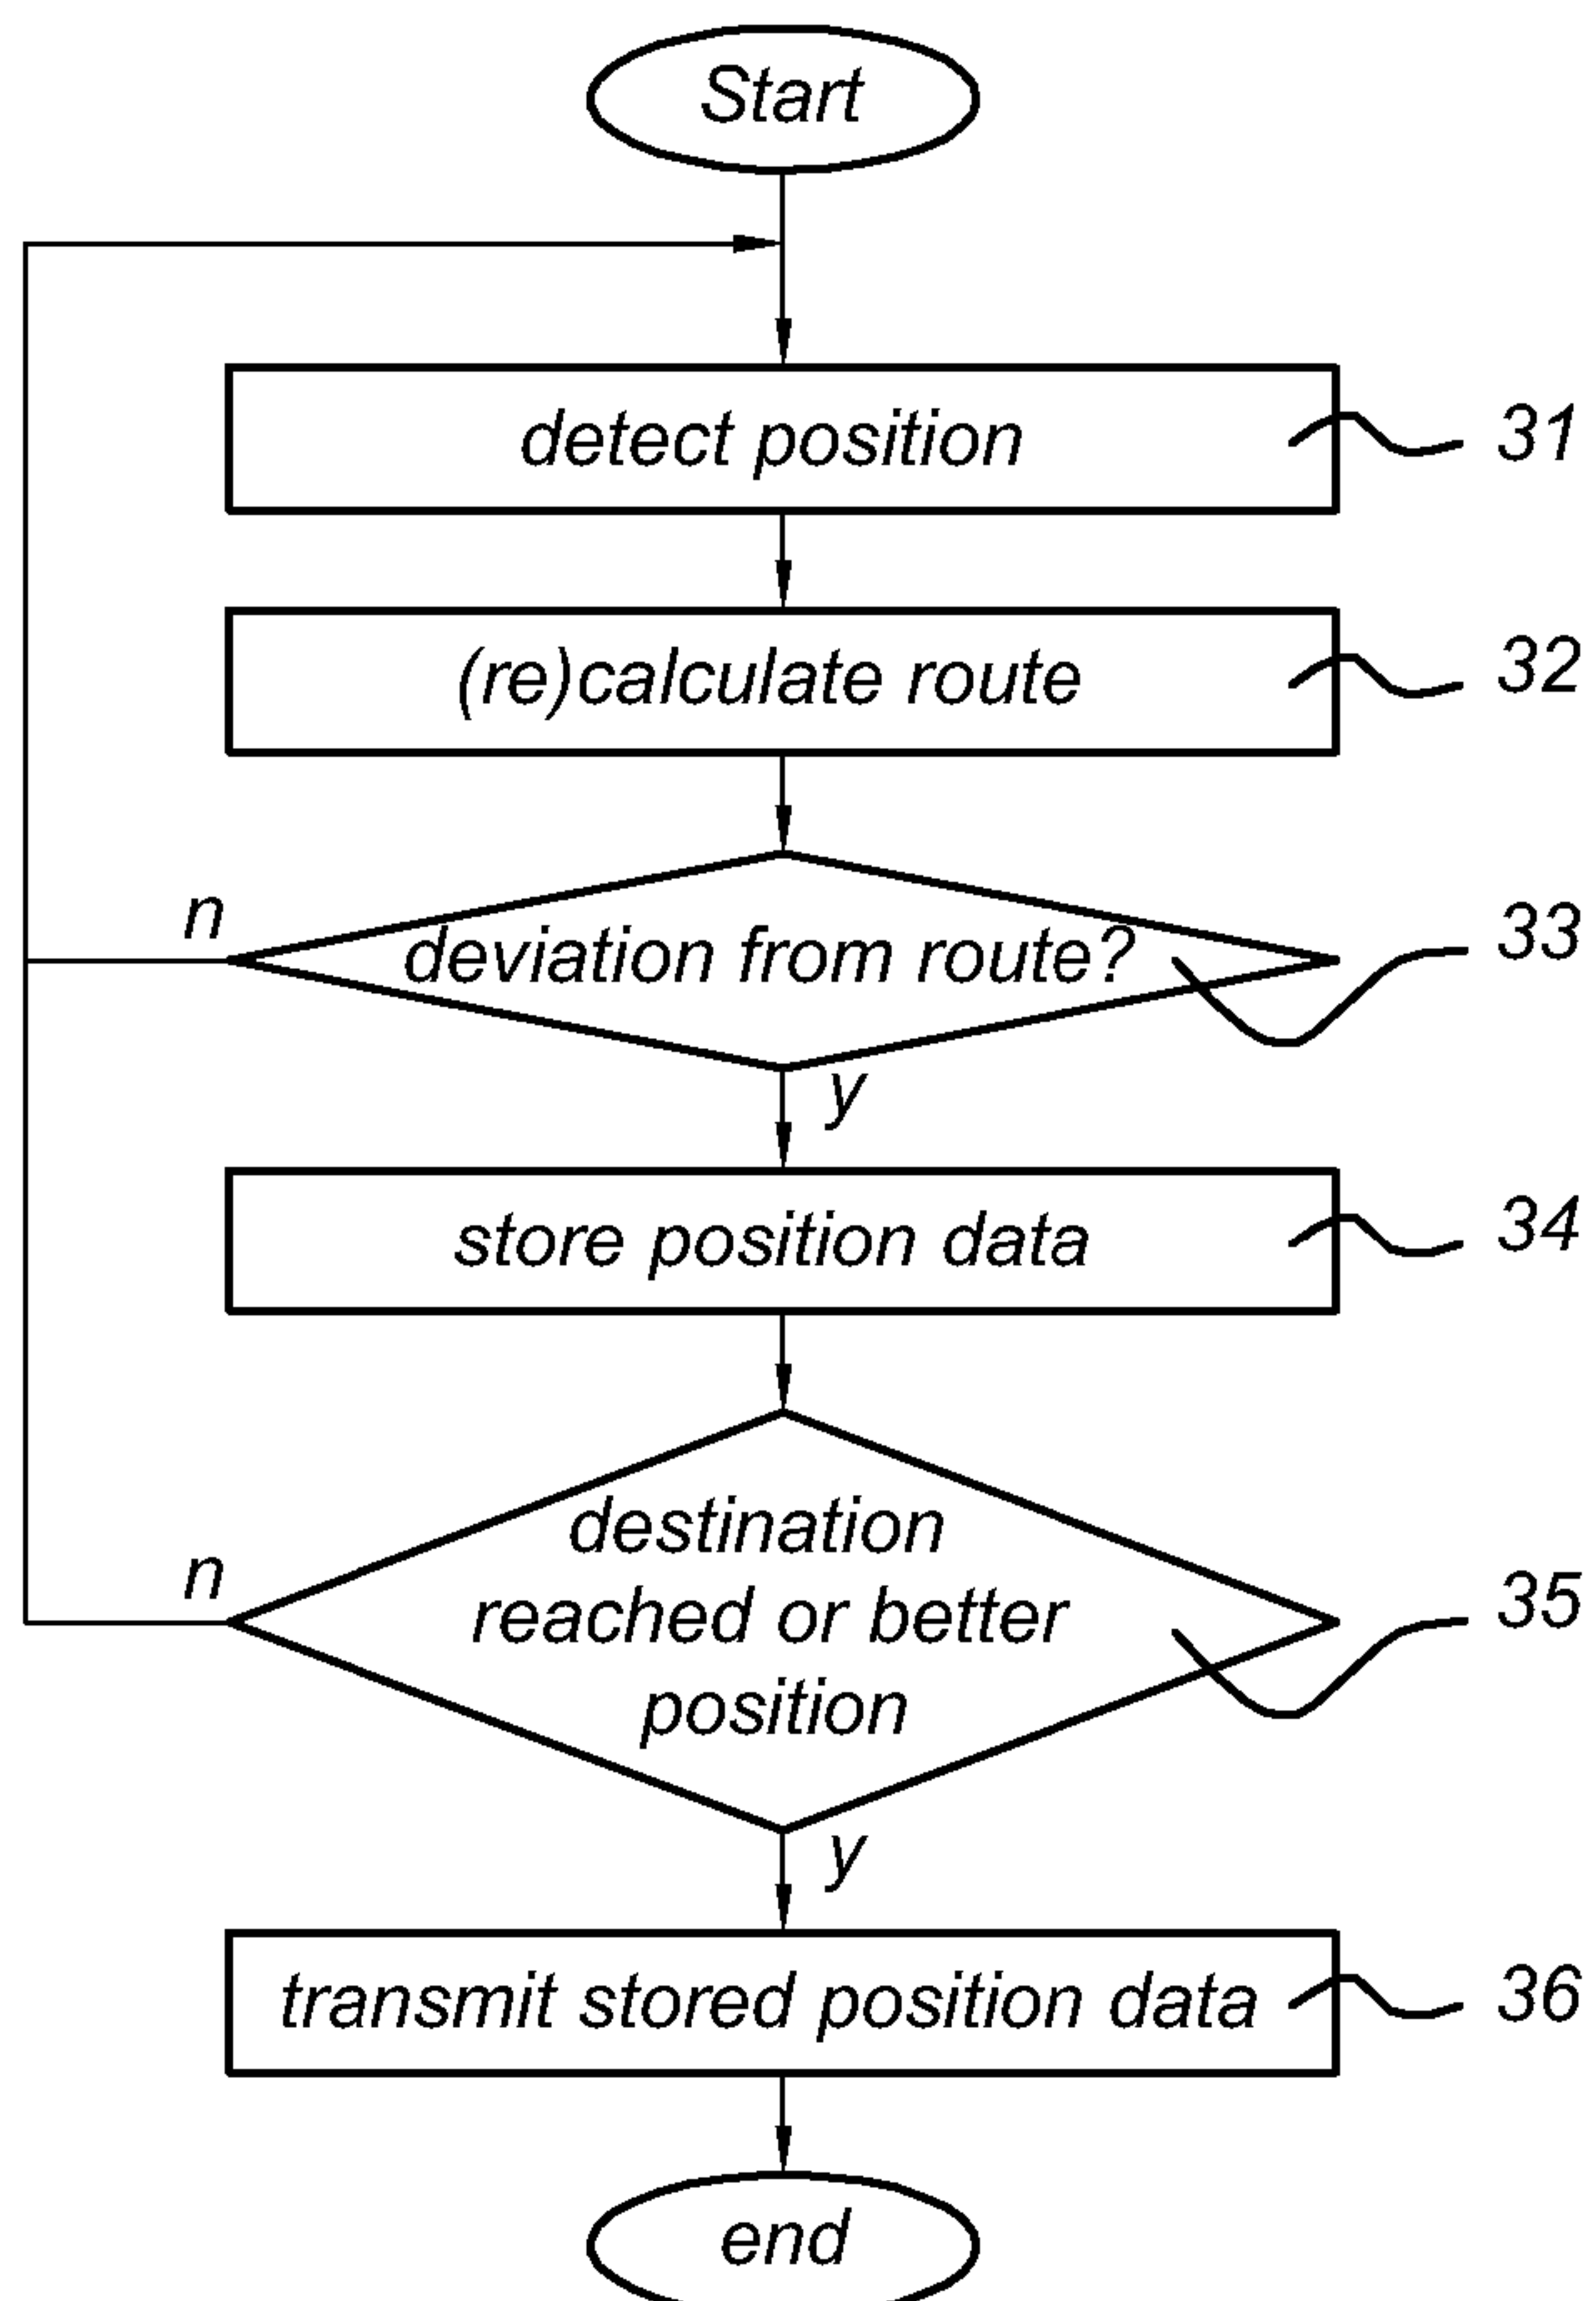 Start
detect position
31
(re)calculate route
32
n
deviation from route?
33
y
store position data
34
n
destination
reached or better
position
35
y
transmit stored position data
36
end